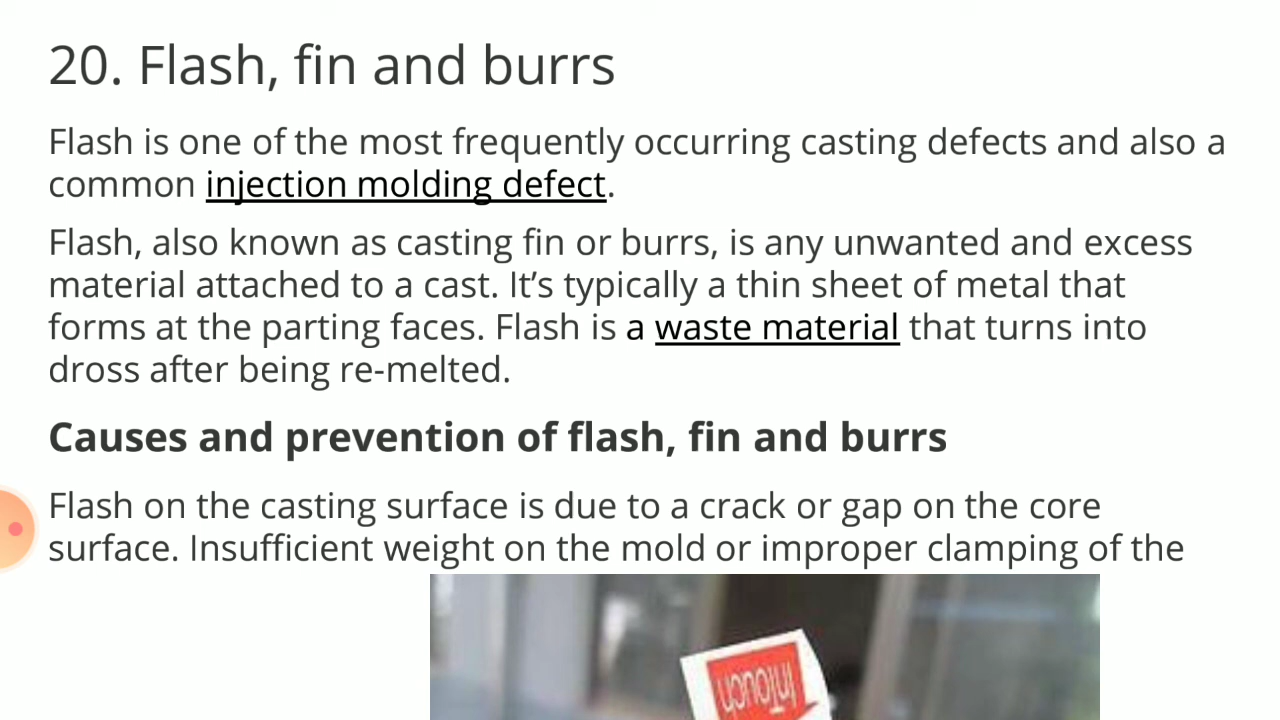 20. Flash, fin and burrs
Flash is one of the most frequently occurring casting defects and also a
common injection molding defect.
Flash, also known as casting fin or burrs, is any unwanted and excess
material attached to a cast. It’s typically a thin sheet of metal that
forms at the parting faces. Flash is a waste material that turns into
dross after being re-melted.
Causes and prevention of flash, fin and burrs
Flash on the casting surface is due to a crack or gap on the core
surface. Insufficient weight on the mold or improper clamping of the
InTouch